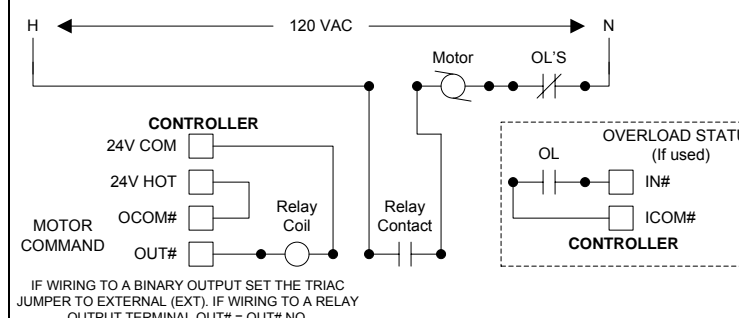 H 120 VAC N
Motor OL'S
CONTROLLER
24V COM
24V HOT
OCOM#
OUT#
MOTOR
COMMAND
Relay
Coil
Relay
Contact
OVERLOAD STATU
(If used)
OL
IN#
ICOM#
CONTROLLER
IF WIRING TO A BINARY OUTPUT SET THE TRIAC
JUMPER TO EXTERNAL (EXT). IF WIRING TO A RELAY
OUTPUT TERMINAL OUT# = OUT# NO